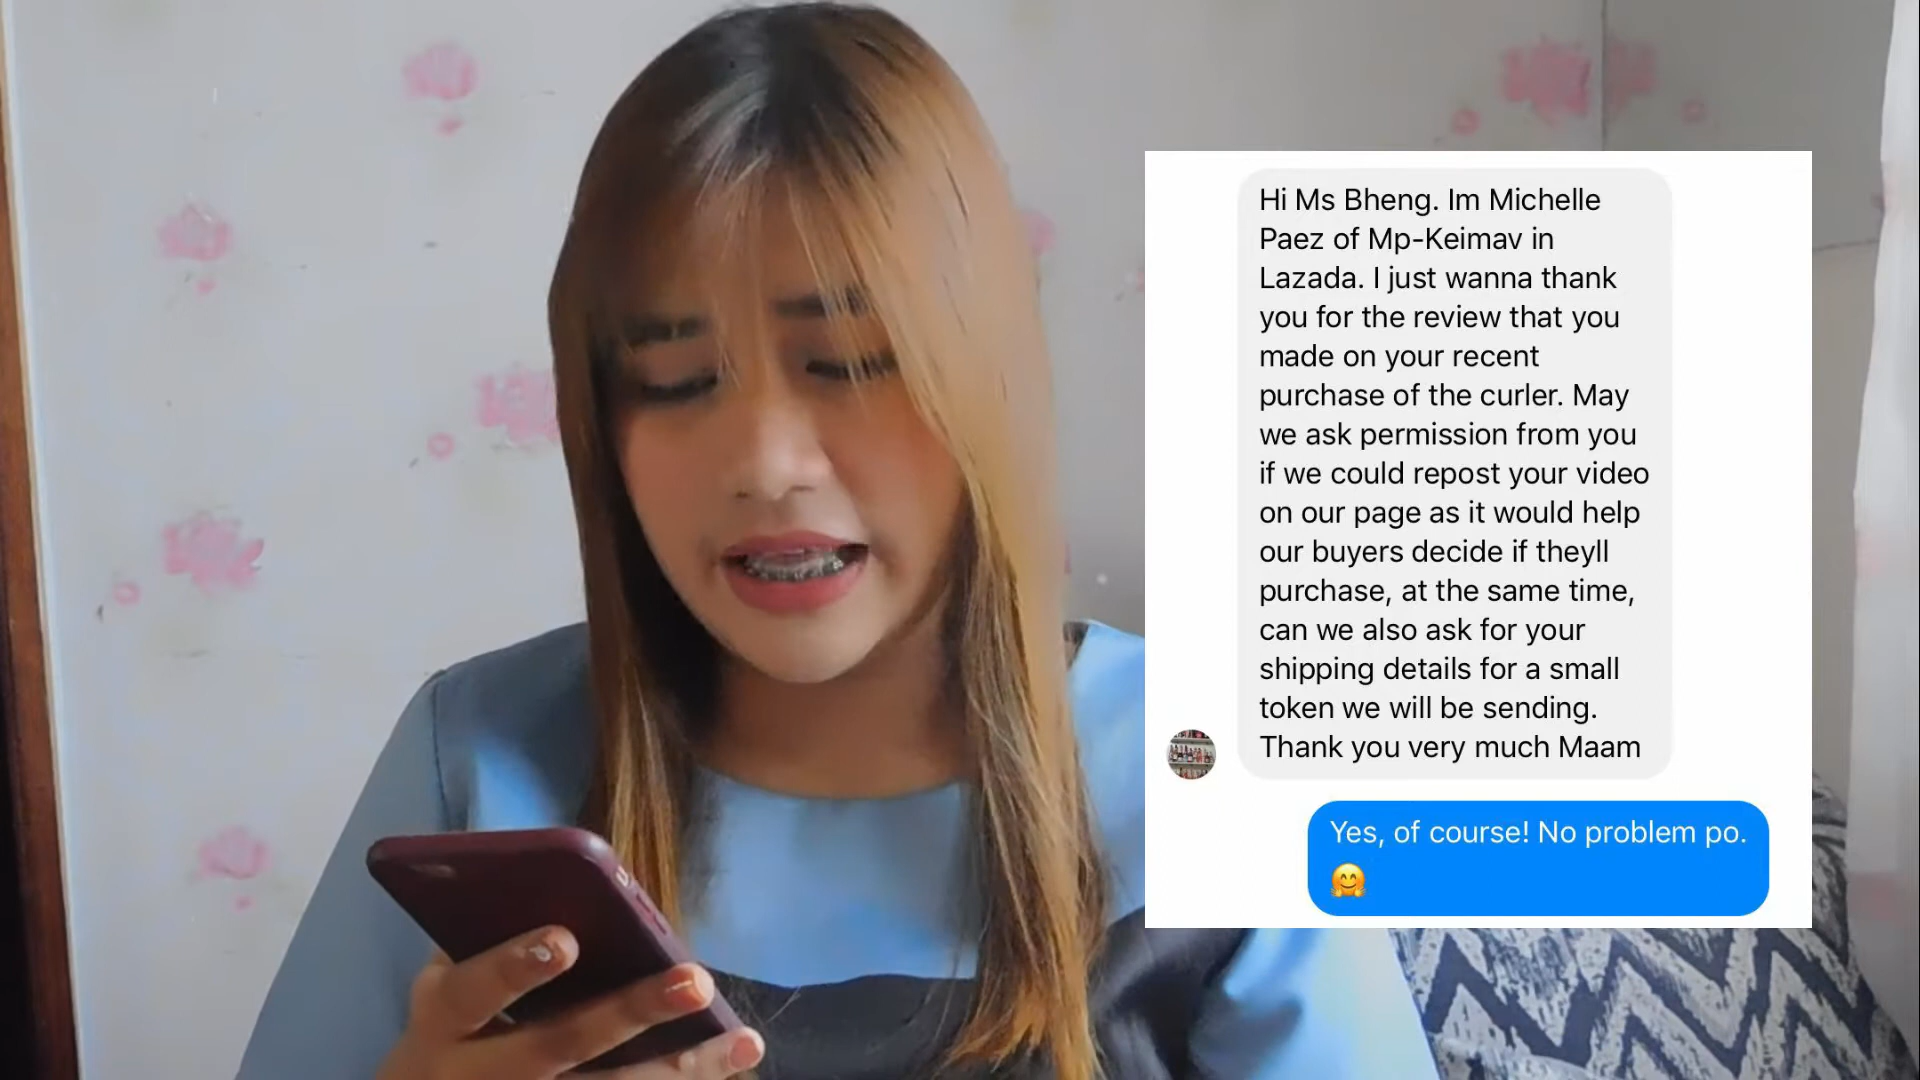 Hi Ms Bheng. Im Michelle
Paez of Mp-Keimav in
Lazada. I just wanna thank
you for the review that you
made on your recent
purchase of the curler. May
we ask permission from you
if we could repost your video
on our page as it would help
our buyers decide if theyll
purchase, at the same time,
can we also ask for your
shipping details for a small
token we will be sending.
Thank you very much Maam
Yes, of course! No problem po.
🤗